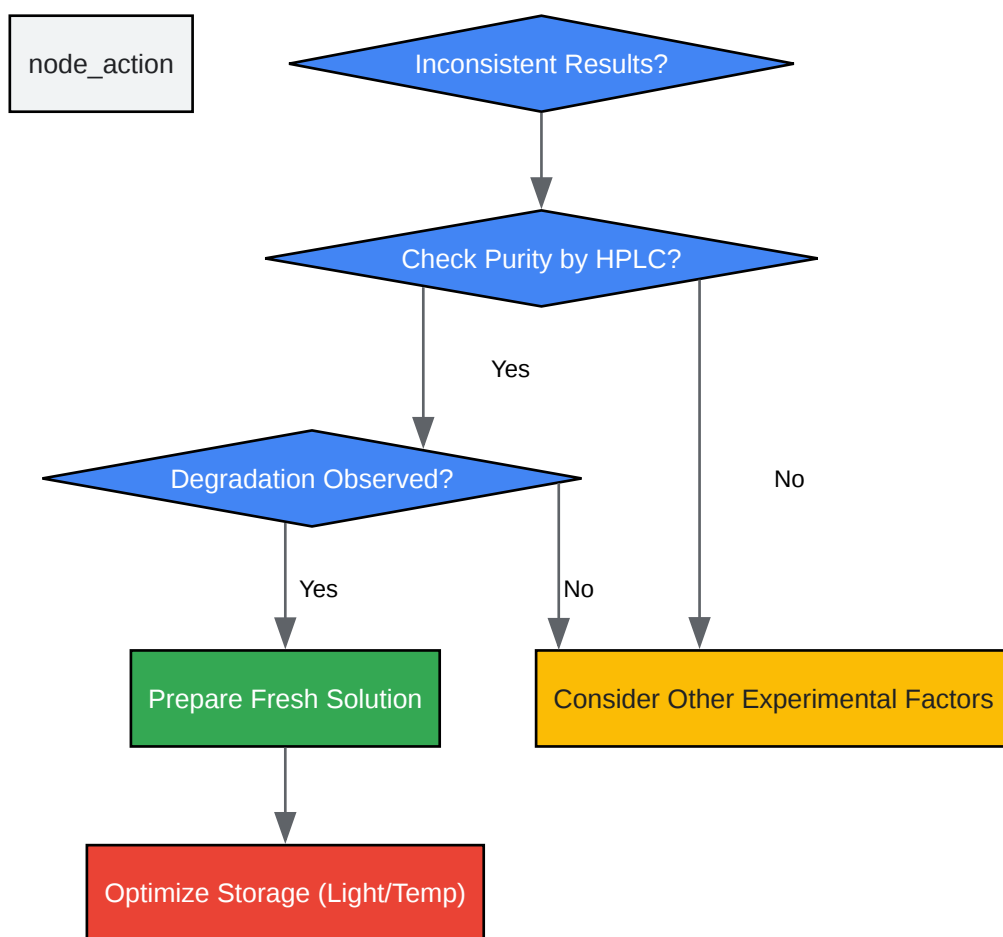 node_action
Inconsistent Results?
Check Purity by HPLC?
Yes
Degradation Observed?
No
Yes
No
Prepare Fresh Solution
Consider Other Experimental Factors
Optimize Storage (Light/Temp)